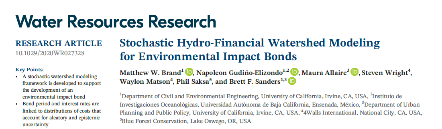 Water Resources Research
RESEARCH ARTICLE
10.1029/2020WR027328
Key Points:
• A stochastic watershed modeling
framework is developed to support
the development of an
environmental impact bond
• Bond period and interest rates are
linked to distributions of costs that
account for aleatory and epistemic
uncertainty
Stochastic Hydro-Financial Watershed Modeling
for Environmental Impact Bonds
Matthew W. Brand¹, Napoleon Gudiño-Elizondo¹,², Maura Allaire³, Steven Wright⁴,
Waylon Matson⁴, Phil Saksa⁵, and Brett F. Sanders¹,³
¹Department of Civil and Environmental Engineering, University of California, Irvine, CA, USA, ²Instituto de
Investigaciones Oceanológicas, Universidad Autónoma de Baja California, Ensenada, México, ³Department of Urban
Planning and Public Policy, University of California, Irvine, CA, USA, ⁴4Walls International, National City, CA, USA,
⁵Blue Forest Conservation, Lake Oswego, OR, USA